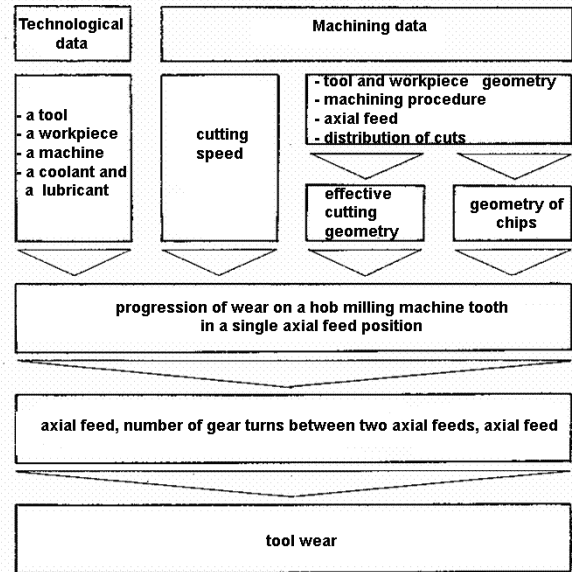 Technological
data
Machining data
- a tool
- a workpiece
- a machine
- a coolant and
a lubricant
cutting
speed
- tool and workpiece geometry
- machining procedure
- axial feed
- distribution of cuts
effective
cutting
geometry
geometry of
chips
progression of wear on a hob milling machine tooth
in a single axial feed position
axial feed, number of gear turns between two axial feeds, axial feed
tool wear